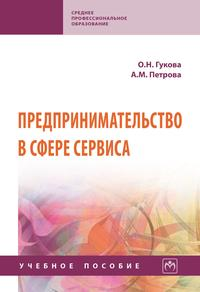 СРЕДНЕЕ
ПРОФЕССИОНАЛЬНОЕ
ОБРАЗОВАНИЕ
О.Н. Гукова
А.М. Петрова
ПРЕДПРИНИМАТЕЛЬСТВО
В СФЕРЕ СЕРВИСА
УЧЕБНОЕ ПОСОБИЕ